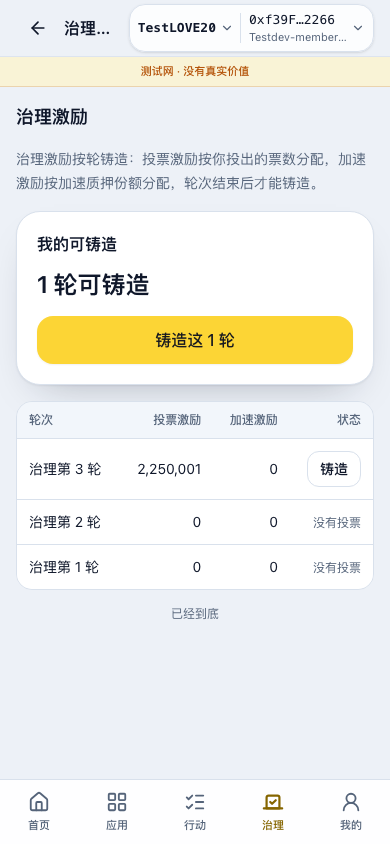 治理…
TestLOVE20
0xf39F…2266
Testdev-member…
测试网 · 没有真实价值
治理激励
治理激励按轮铸造：投票激励按你投出的票数分配，加速
激励按加速质押份额分配，轮次结束后才能铸造。
我的可铸造
1 轮可铸造
铸造这 1 轮
轮次 投票激励 加速激励 状态
治理第 3 轮 2,250,001 0 铸造
治理第 2 轮 0 0 没有投票
治理第 1 轮 0 0 没有投票
已经到底
首页 应用 行动 治理 我的